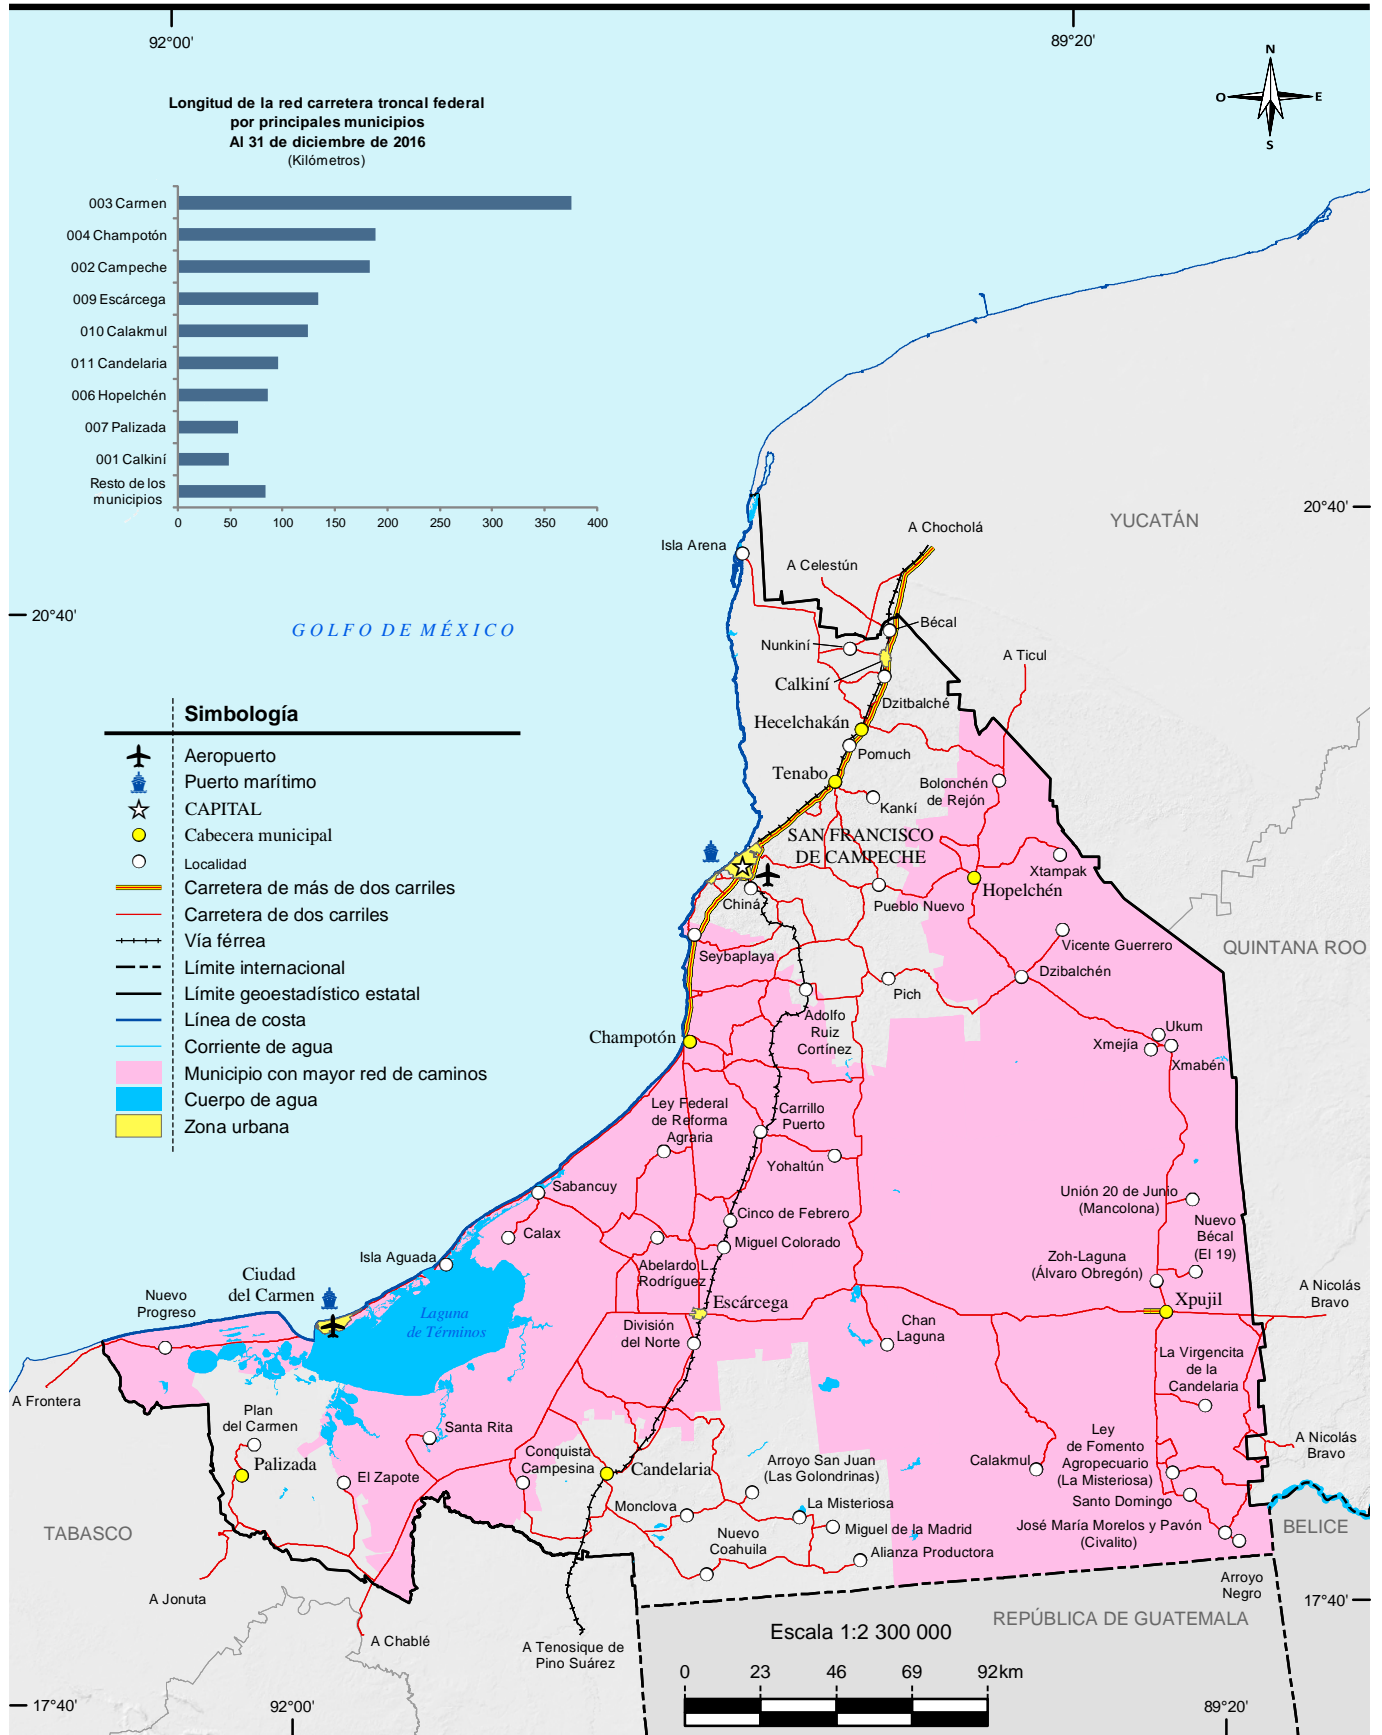 92°00'
89°20'
N
O
E
S
Longitud de la red carretera troncal federal
por principales municipios
Al 31 de diciembre de 2016
(Kilómetros)
003 Carmen
004 Champotón
002 Campeche
009 Escárcega
010 Calakmul
011 Candelaria
006 Hopelchén
007 Palizada
001 Calkiní
Resto de los
municipios
0 50 100 150 200 250 300 350 400
20°40'
YUCATÁN
A Chocholá
Isla Arena
A Celestún
20°40'
GOLFO DE MÉXICO
Bécal
Nunkiní
A Ticul
Calkiní
Dzitbalché
Hecelchakán
Pomuch
Tenabo
Bolonchén
de Rejón
Kankí
SAN FRANCISCO
DE CAMPECHE
Xtampak
Hopelchén
Chiná
Pueblo Nuevo
Vicente Guerrero
QUINTANA ROO
Seybaplaya
Dzibalchén
Pich
Adolfo
Ruiz
Cortínez
Champotón
Ukum
Xmejía
Xmabén
Simbología
Aeropuerto
Puerto marítimo
CAPITAL
Cabecera municipal
Localidad
Carretera de más de dos carriles
Carretera de dos carriles
Vía férrea
Límite internacional
Límite geoestadístico estatal
Línea de costa
Corriente de agua
Municipio con mayor red de caminos
Cuerpo de agua
Zona urbana
Ley Federal
de Reforma
Agraria
Carrillo
Puerto
Yohaltún
Sabancuy
Unión 20 de Junio
(Mancolona)
Cinco de Febrero
Calax
Miguel Colorado
Nuevo
Bécal
(El 19)
Isla Aguada
Abelardo L.
Rodríguez
Zoh-Laguna
(Álvaro Obregón)
Ciudad
del Carmen
Nuevo
Progreso
Escárcega
Xpujil
A Nicolás
Bravo
Laguna
de Términos
División
del Norte
Chan
Laguna
La Virgencita
de la
Candelaria
A Frontera
Plan
del Carmen
Santa Rita
Palizada
Conquista
Campesina
Candelaria
Arroyo San Juan
(Las Golondrinas)
Calakmul
Ley
de Fomento
Agropecuario
(La Misteriosa)
A Nicolás
Bravo
El Zapote
Monclova
La Misteriosa
Santo Domingo
Miguel de la Madrid
José María Morelos y Pavón
(Civalito)
BELICE
TABASCO
Nuevo
Coahuila
Alianza Productora
Arroyo
Negro
A Jonuta
17°40'
REPÚBLICA DE GUATEMALA
A Chablé
A Tenosique de
Pino Suárez
Escala 1:2 300 000
0 23 46 69 92km
17°40'
92°00'
89°20'